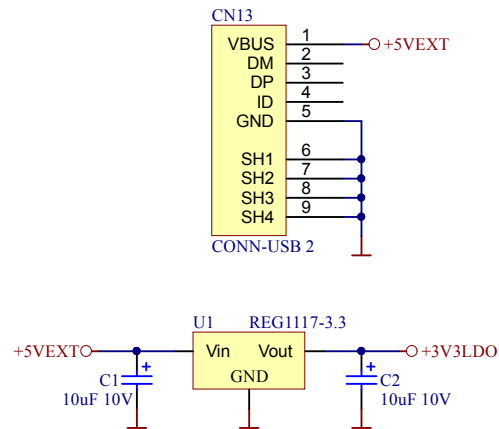 CN13
VBUS 1 +5VEXT
DM 2
DP 3
ID 4
GND 5
SH1 6
SH2 7
SH3 8
SH4 9
CONN-USB 2
U1 REG1117-3.3
+5VEXT Vin Vout +3V3LDO
GND
+ +
C1 C2
10uF 10V 10uF 10V